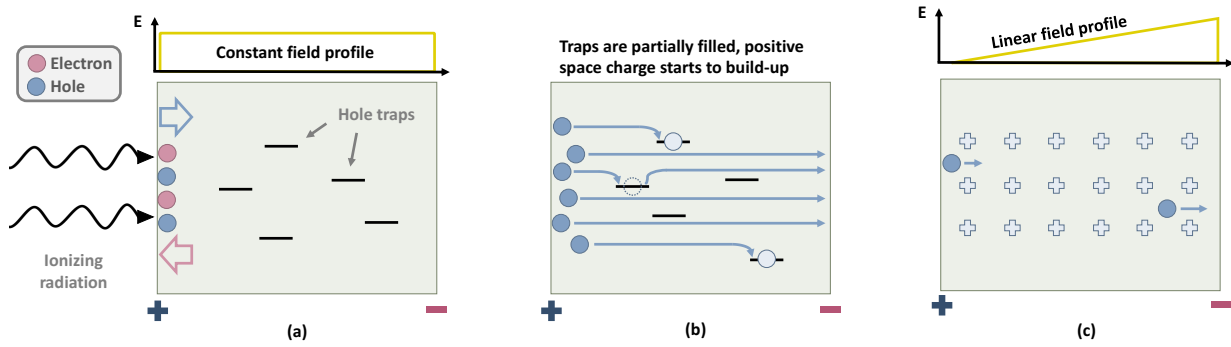 E
Constant field profile
Electron
Hole
Hole traps
Ionizing
radiation
(a)
Traps are partially filled, positive
space charge starts to build-up
(b)
E
Linear field profile
(c)